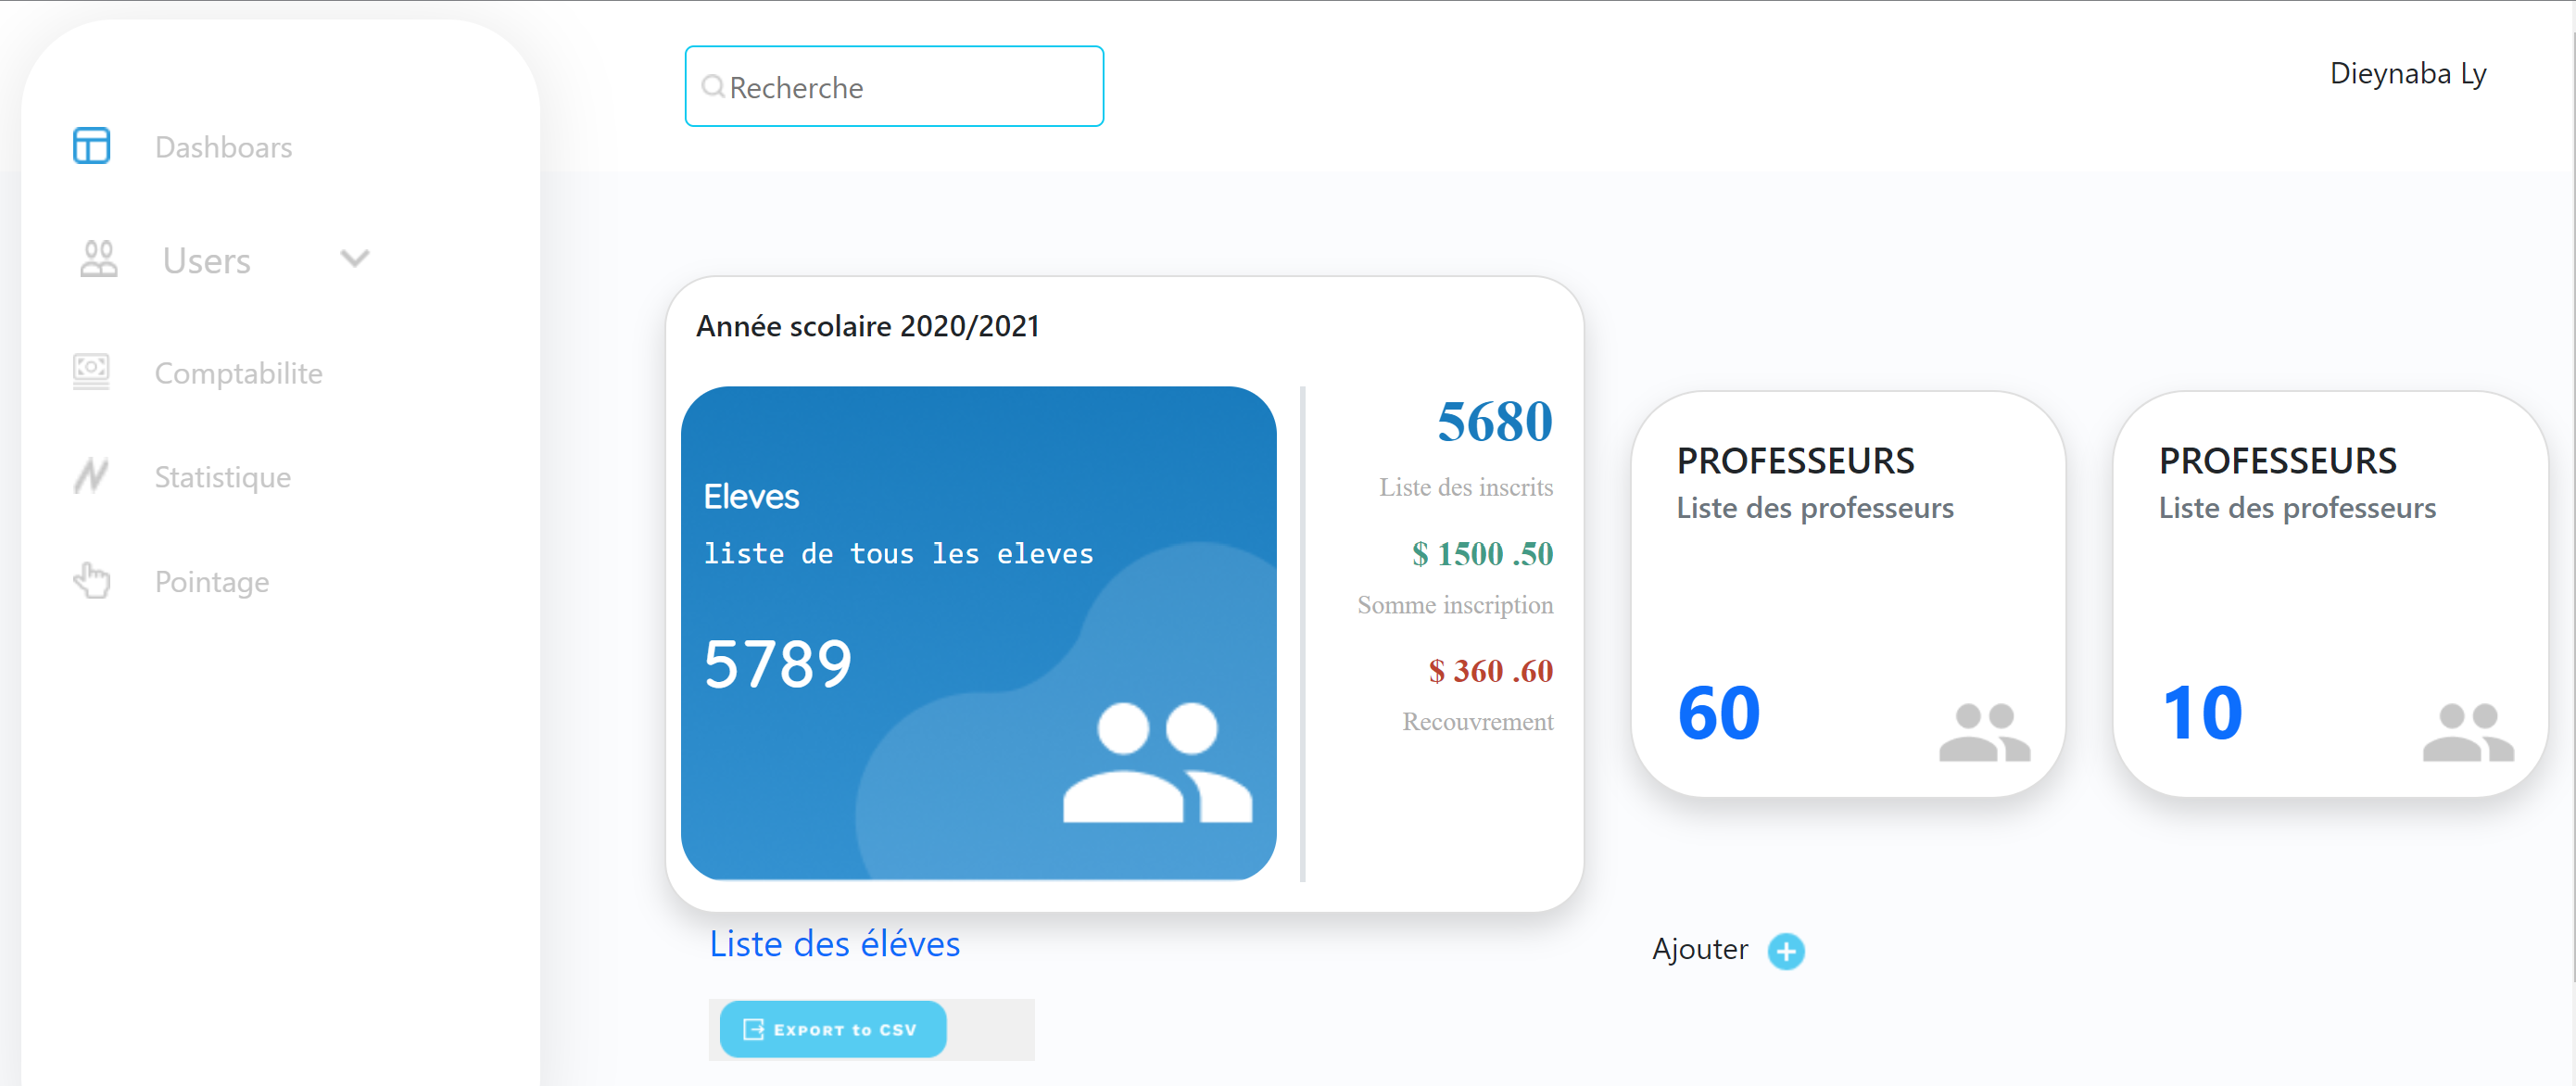 Dashboars
Users
Comptabilite
Statistique
Pointage
Recherche
Dieynaba Ly
Année scolaire 2020/2021
Eleves
liste de tous les eleves
5789
5680
Liste des inscrits
$ 1500 .50
Somme inscription
$ 360 .60
Recouvrement
PROFESSEURS
Liste des professeurs
60
PROFESSEURS
Liste des professeurs
10
Liste des éléves
Ajouter
Export to CSV